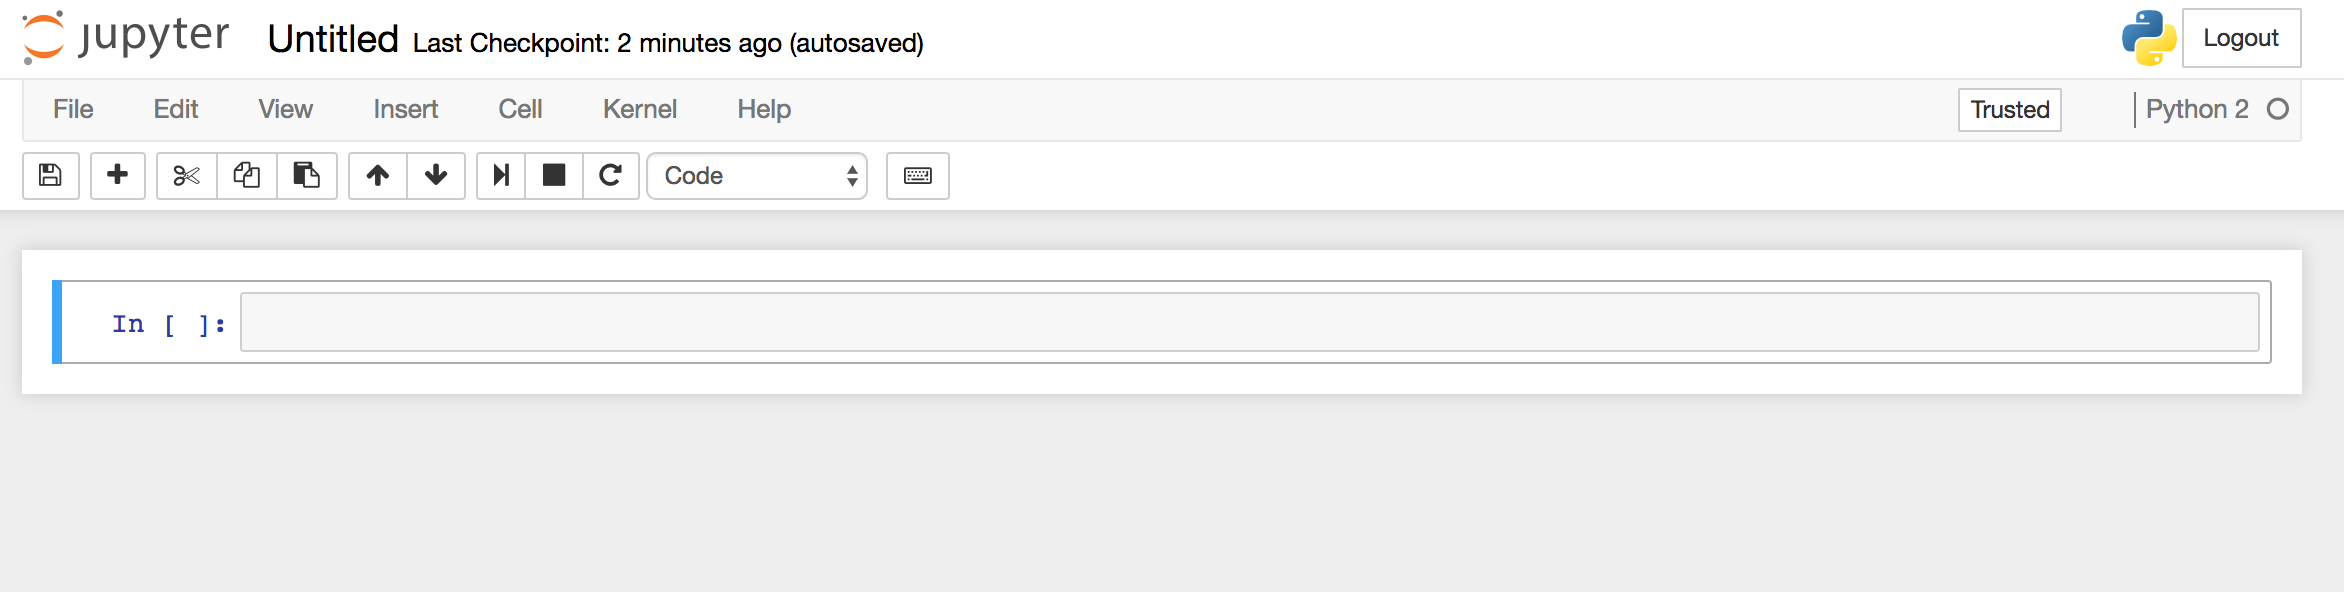 jupyter Untitled Last Checkpoint: 2 minutes ago (autosaved) Logout
File Edit View Insert Cell Kernel Help Trusted Python 2
Code
In [ ]: